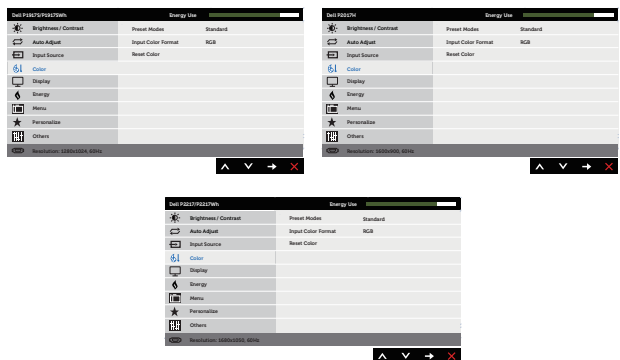 Dell P1917S/P1917SWh Energy Use
Brightness / Contrast Preset Modes Standard
Auto Adjust Input Color Format RGB
Input Source Reset Color
Color
Display
Energy
Menu
Personalize
Others
Resolution: 1280x1024, 60Hz
Dell P2017H Energy Use
Brightness / Contrast Preset Modes Standard
Auto Adjust Input Color Format RGB
Input Source Reset Color
Color
Display
Energy
Menu
Personalize
Others
Resolution: 1600x900, 60Hz
Dell P2217/P2217Wh Energy Use
Brightness / Contrast Preset Modes Standard
Auto Adjust Input Color Format RGB
Input Source Reset Color
Color
Display
Energy
Menu
Personalize
Others
Resolution: 1680x1050, 60Hz